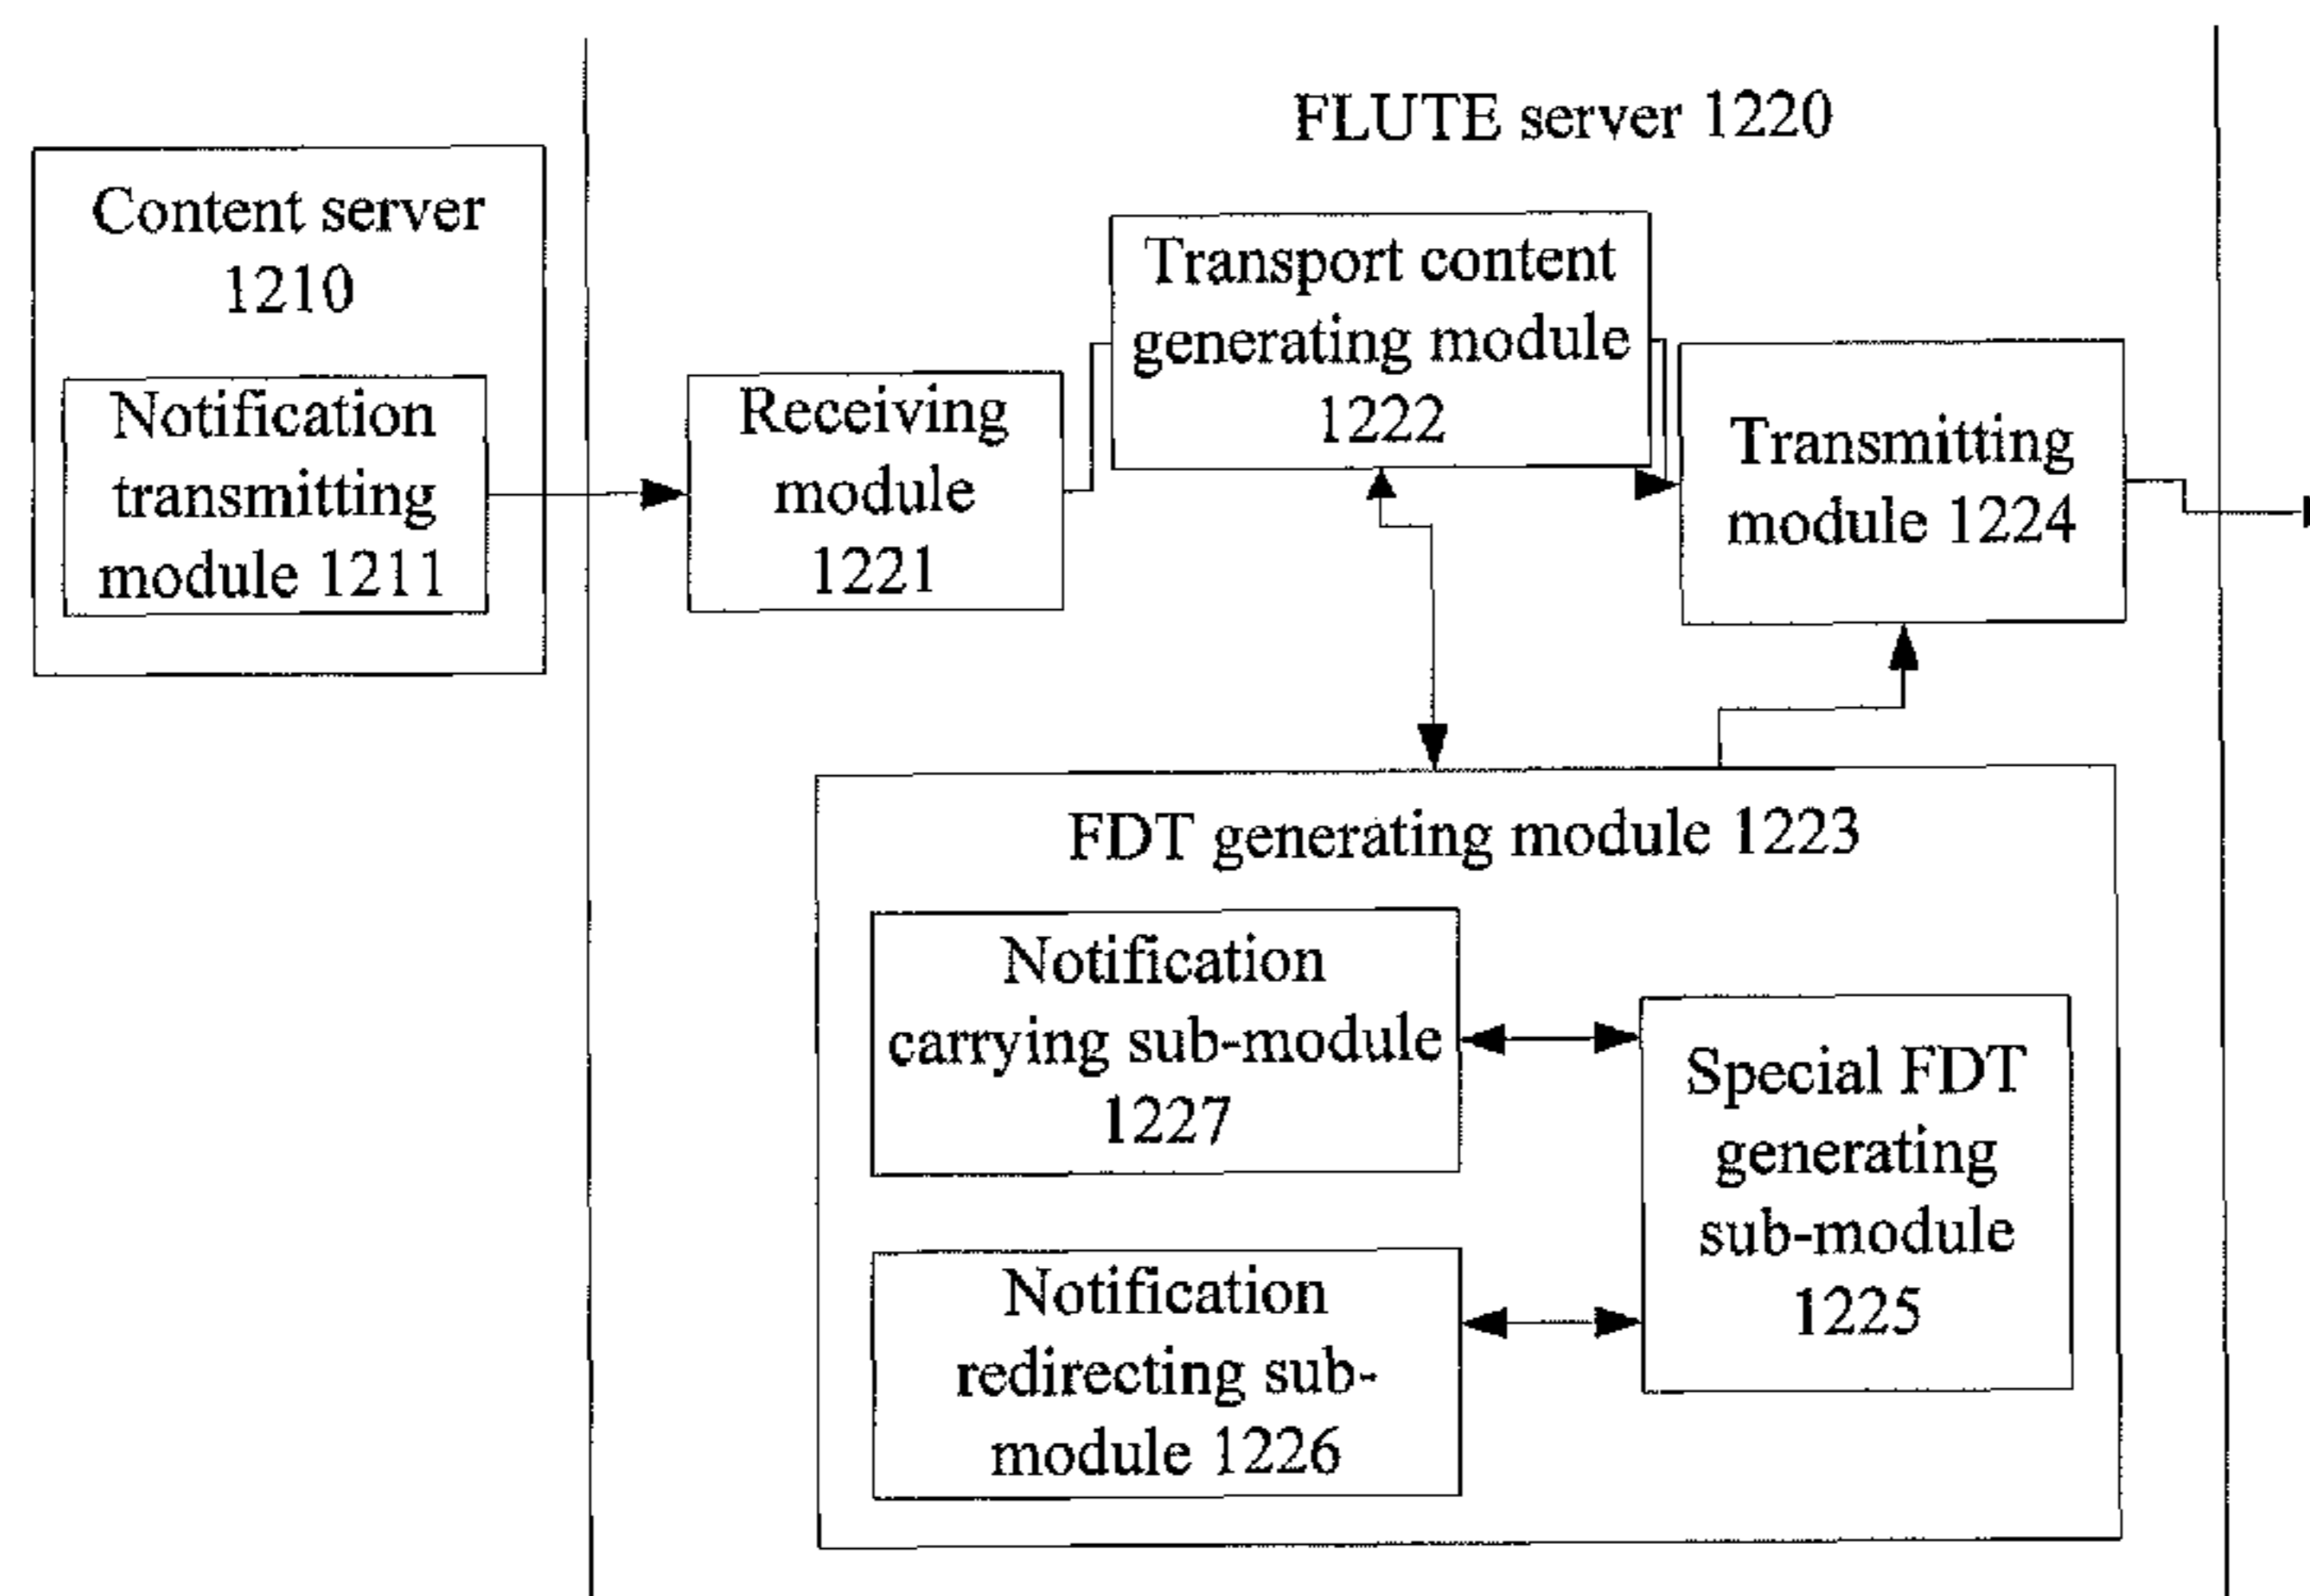 FLUTE server 1220
Content server
1210
Notification
transmitting
module 1211
Receiving
module
1221
Transport content
generating module
1222
Transmitting
module 1224
FDT generating module 1223
Notification
carrying sub-module
1227
Special FDT
generating
sub-module
1225
Notification
redirecting sub-
module 1226